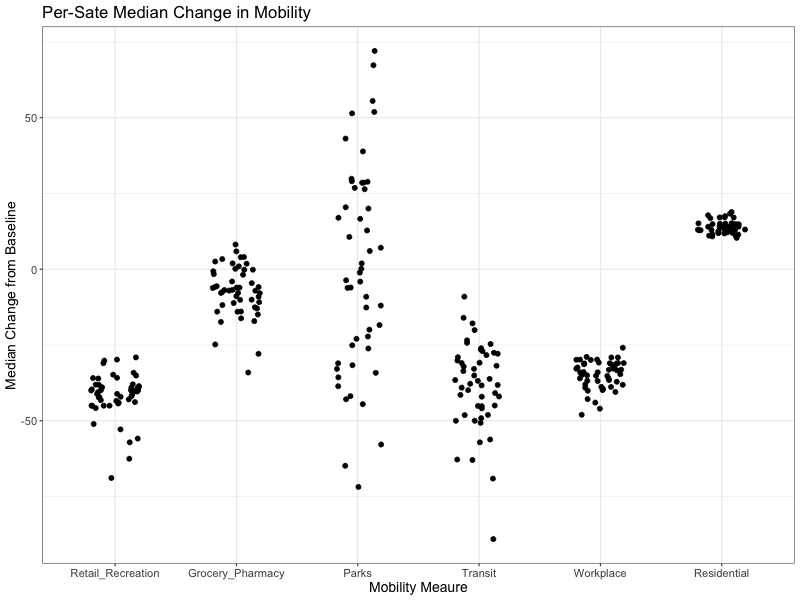 Per-Sate Median Change in Mobility
Median Change from Baseline
50
0
-50
Retail_Recreation
Grocery_Pharmacy
Parks
Transit
Workplace
Residential
Mobility Meaure